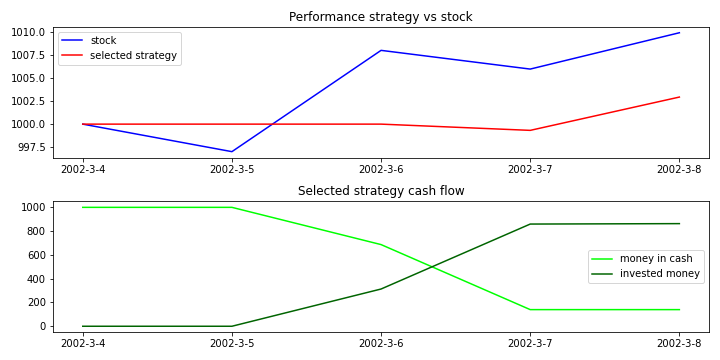 Performance strategy vs stock
1010.0
1007.5
1005.0
1002.5
1000.0
997.5
stock
selected strategy
2002-3-4 2002-3-5 2002-3-6 2002-3-7 2002-3-8
Selected strategy cash flow
1000
800
600
400
200
0
money in cash
invested money
2002-3-4 2002-3-5 2002-3-6 2002-3-7 2002-3-8